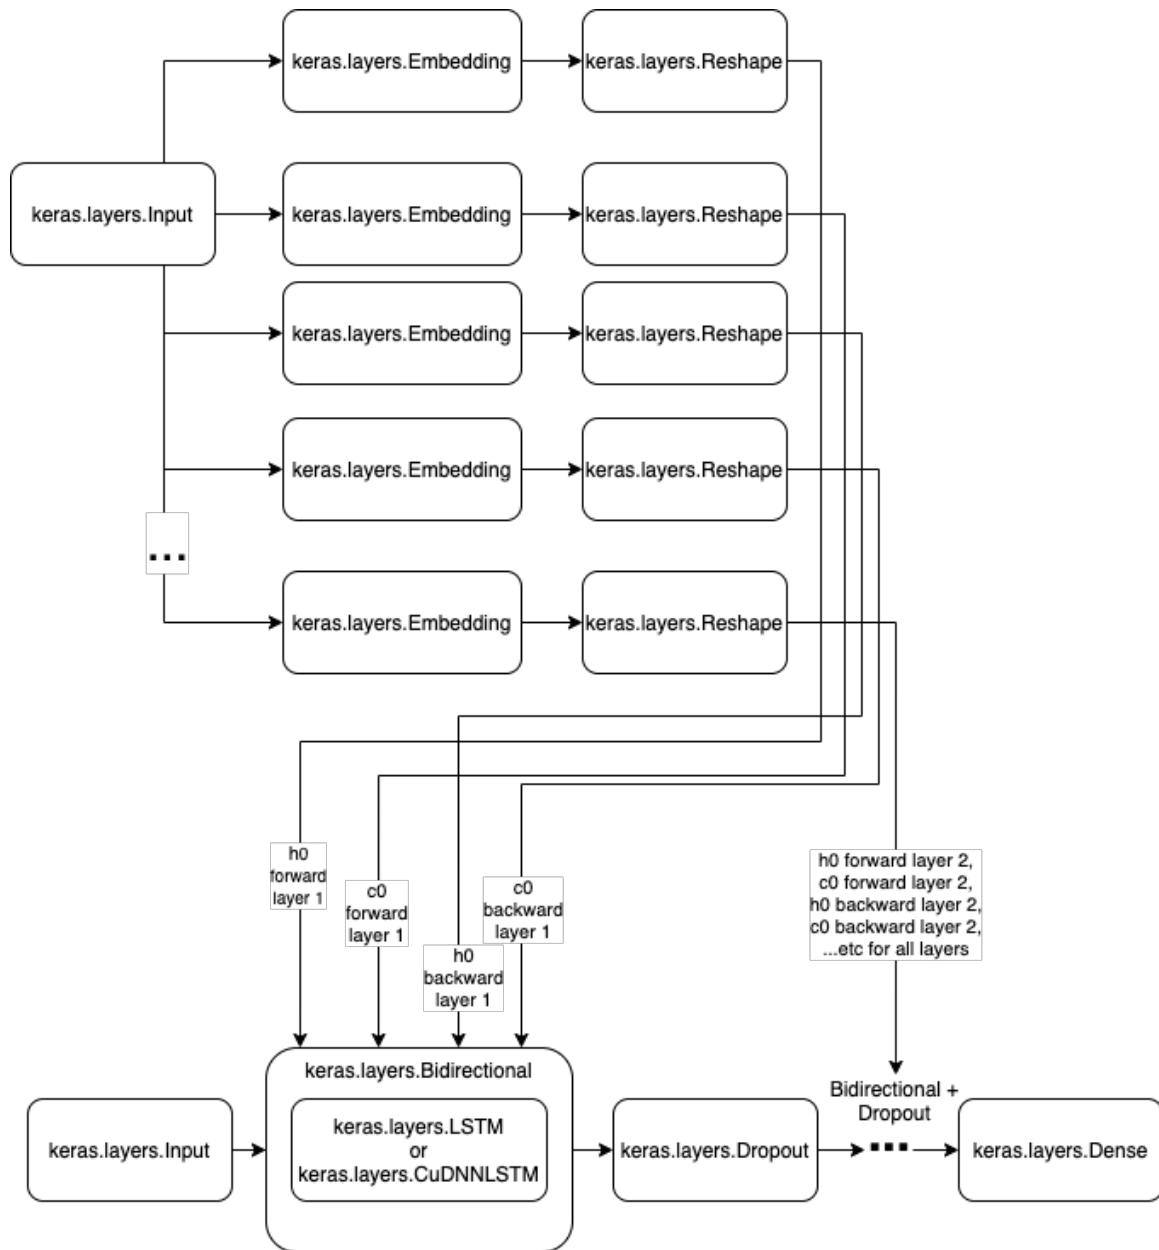 keras.layers.Embedding
keras.layers.Reshape
keras.layers.Input
keras.layers.Embedding
keras.layers.Reshape
keras.layers.Embedding
keras.layers.Reshape
keras.layers.Embedding
keras.layers.Reshape
...
keras.layers.Embedding
keras.layers.Reshape
h0
forward
layer 1
c0
forward
layer 1
h0
backward
layer 1
c0
backward
layer 1
h0 forward layer 2,
c0 forward layer 2,
h0 backward layer 2,
c0 backward layer 2,
...etc for all layers
keras.layers.Input
keras.layers.Bidirectional
keras.layers.LSTM
or
keras.layers.CuDNNLSTM
keras.layers.Dropout
Bidirectional +
Dropout
...
keras.layers.Dense